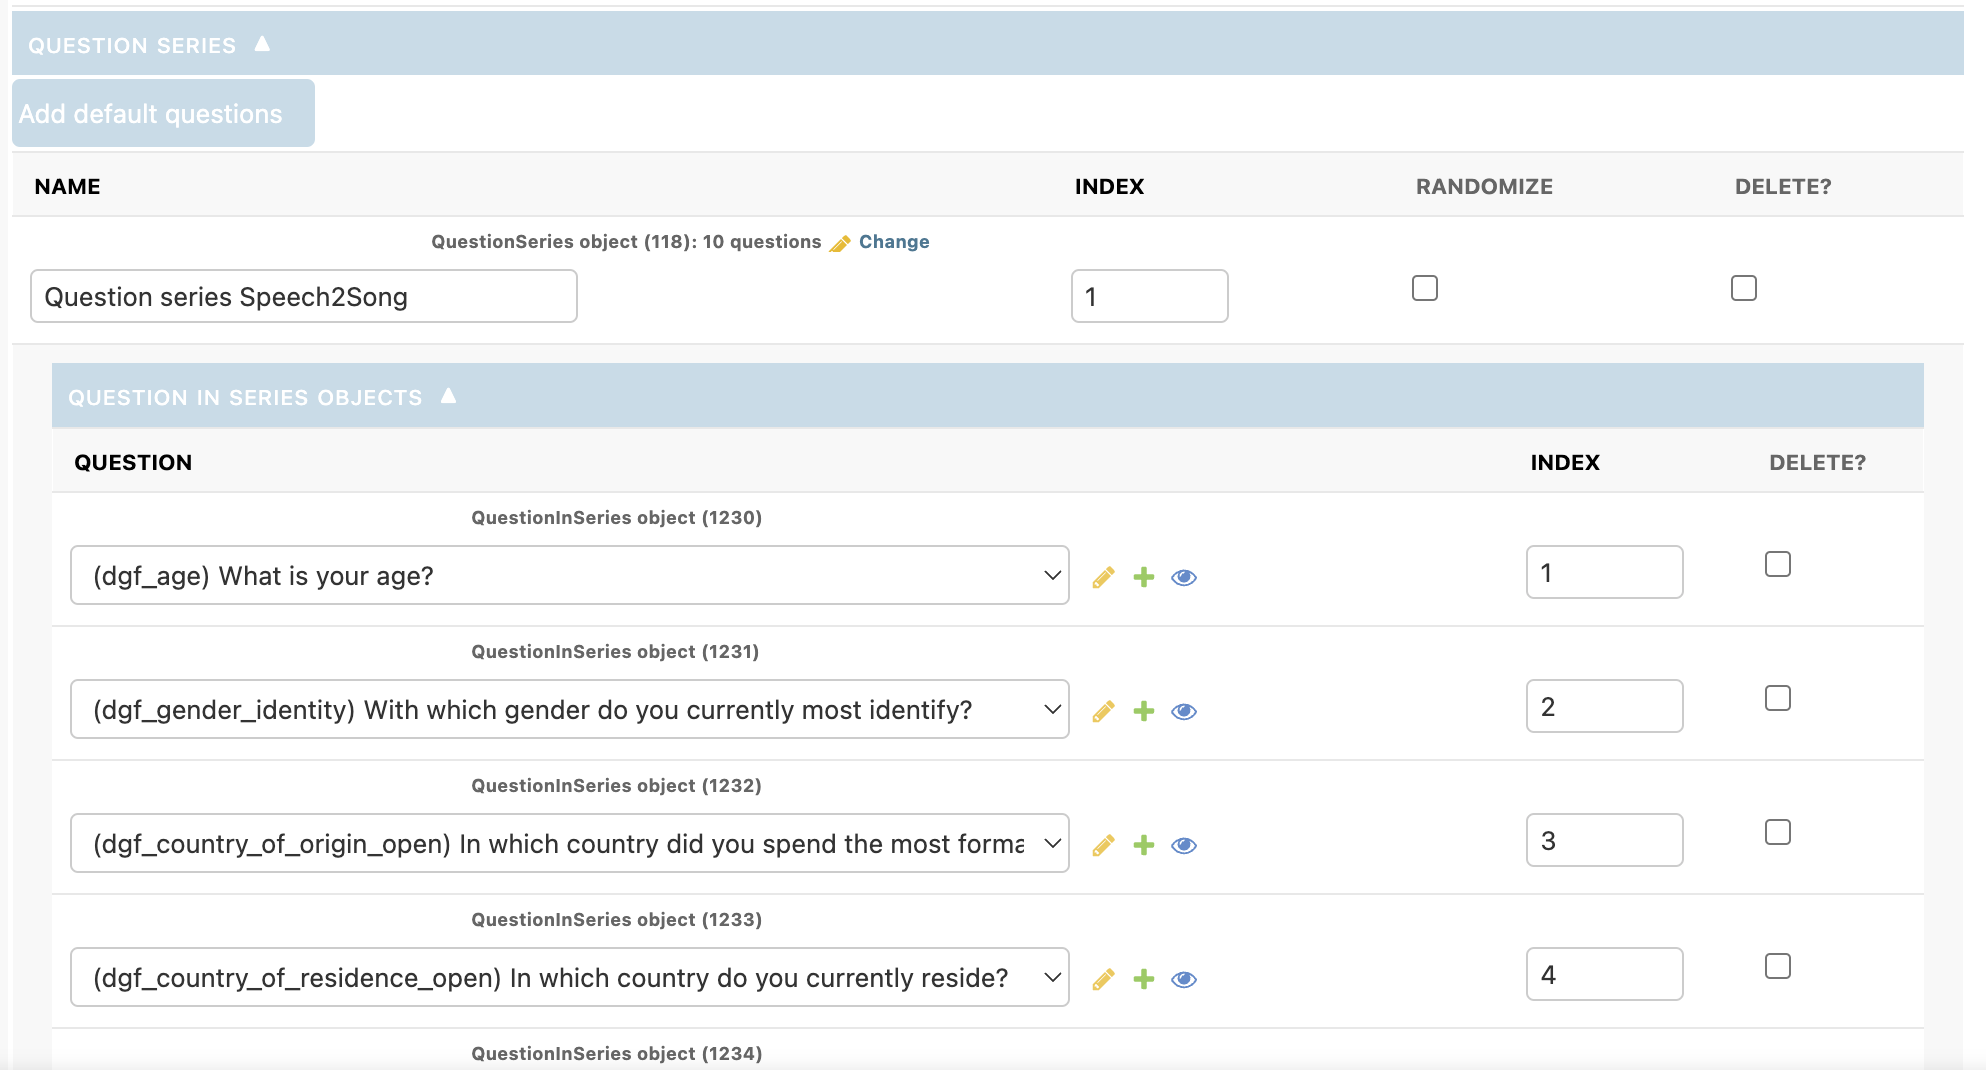 QUESTION SERIES
Add default questions
NAME INDEX RANDOMIZE DELETE?
QuestionSeries object (118): 10 questions Change
Question series Speech2Song 1
QUESTION IN SERIES OBJECTS
QUESTION INDEX DELETE?
QuestionInSeries object (1230)
(dgf_age) What is your age? 1
QuestionInSeries object (1231)
(dgf_gender_identity) With which gender do you currently most identify? 2
QuestionInSeries object (1232)
(dgf_country_of_origin_open) In which country did you spend the most forma 3
QuestionInSeries object (1233)
(dgf_country_of_residence_open) In which country do you currently reside? 4
QuestionInSeries object (1234)